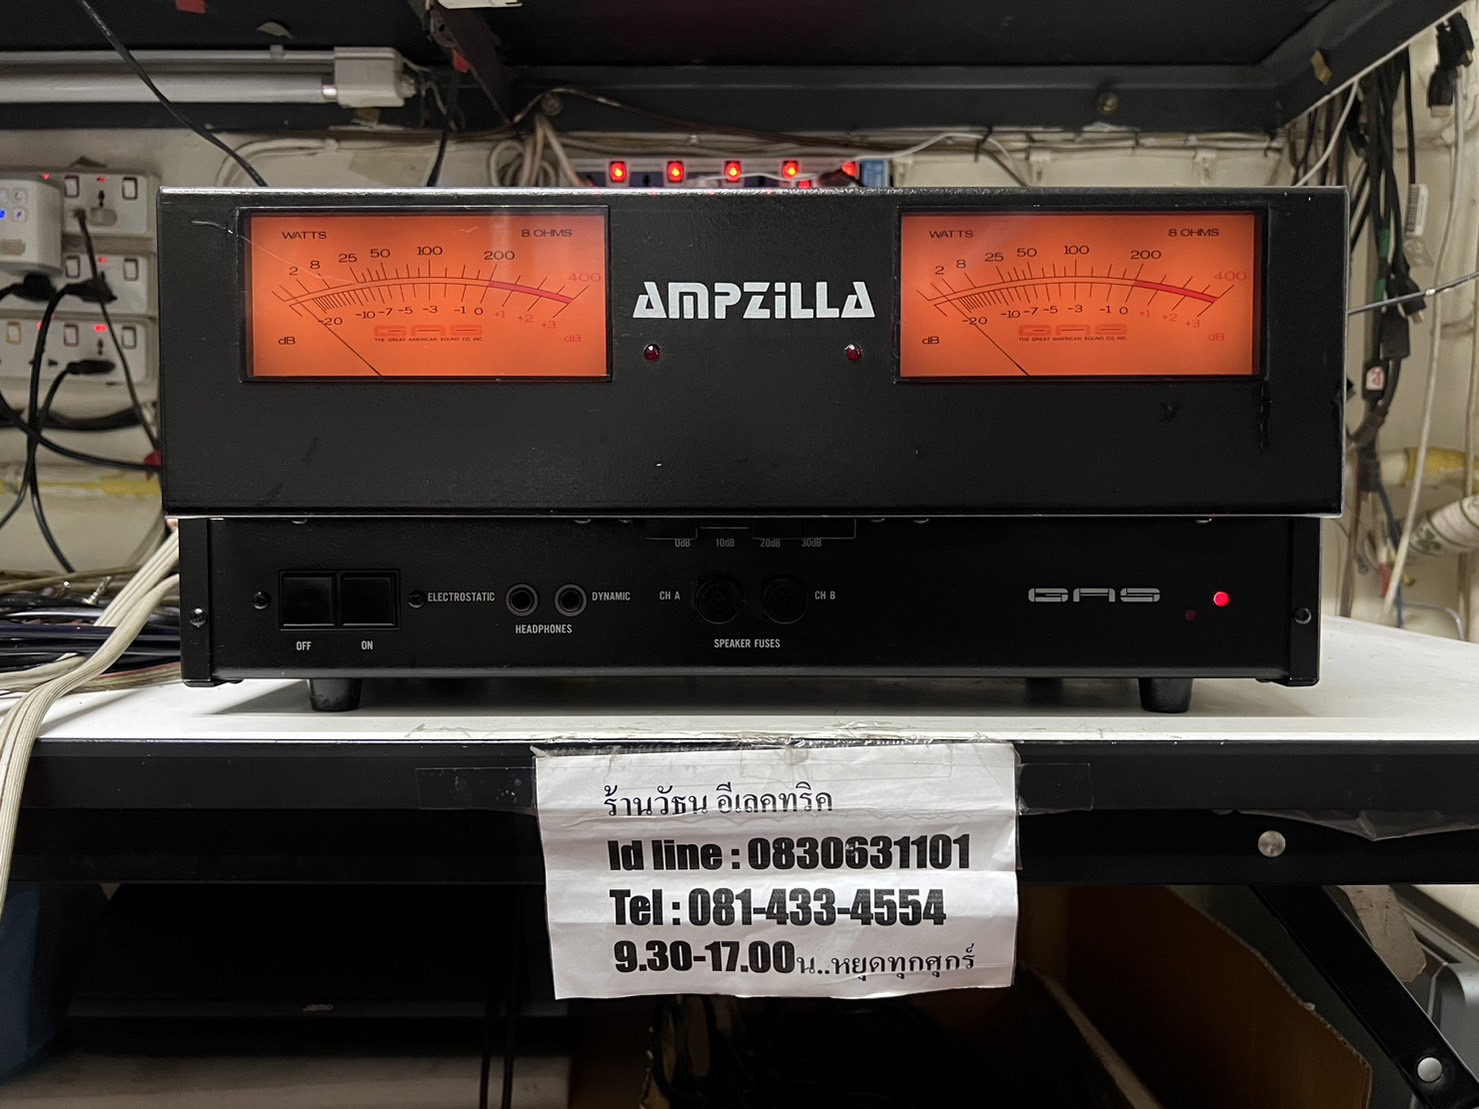 WATTS 8 OHMS
2 8 25 50 100 200 400
-20 -10 -7 -5 -3 -1 0 +1 +2 +3
GAS
dB THE GREAT AMERICAN SOUND CO INC. dB
AMPZiLLA
WATTS 8 OHMS
2 8 25 50 100 200 400
-20 -10 -7 -5 -3 -1 0 +1 +2 +3
GAS
dB THE GREAT AMERICAN SOUND CO INC. dB
0dB 10dB 20dB 30dB
ELECTROSTATIC DYNAMIC CH A CH B GAS
HEADPHONES
OFF ON SPEAKER FUSES
ร้านวัธน อีเลคทริค
Id line : 0830631101
Tel : 081-433-4554
9.30-17.00น..หยุดทุกศุกร์